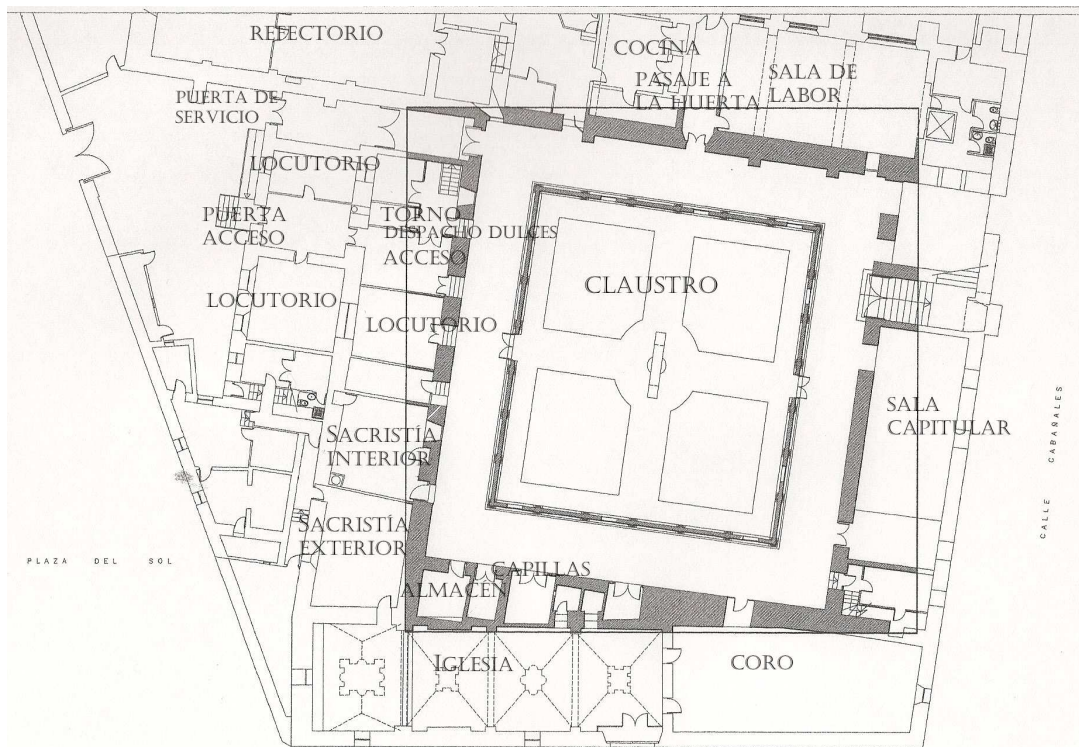 REFECTORIO
COCINA
PASAJE A
LA HUERTA
SALA DE
LABOR
PUERTA DE
SERVICIO
LOCUTORIO
PUERTA
ACCESO
TORNO
DESPACHO DULCES
ACCESO
CLAUSTRO
LOCUTORIO
LOCUTORIO
SALA
CAPITULAR
CALLE CABAÑALES
SACRISTÍA
INTERIOR
SACRISTÍA
EXTERIOR
PLAZA DEL SOL
CAPILLAS
ALMACÉN
IGLESIA
CORO